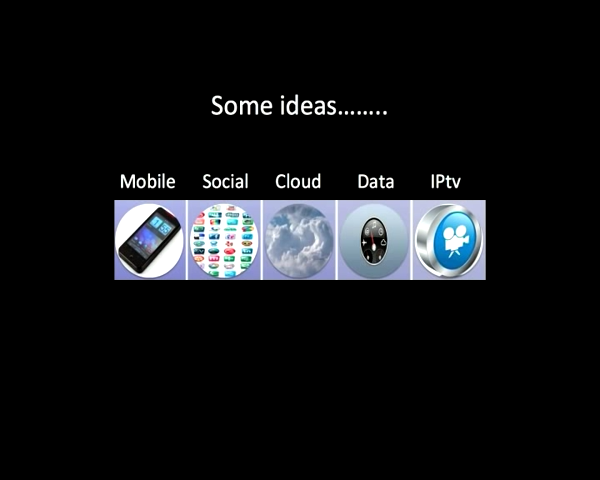 Some ideas........
Mobile Social Cloud Data IPtv